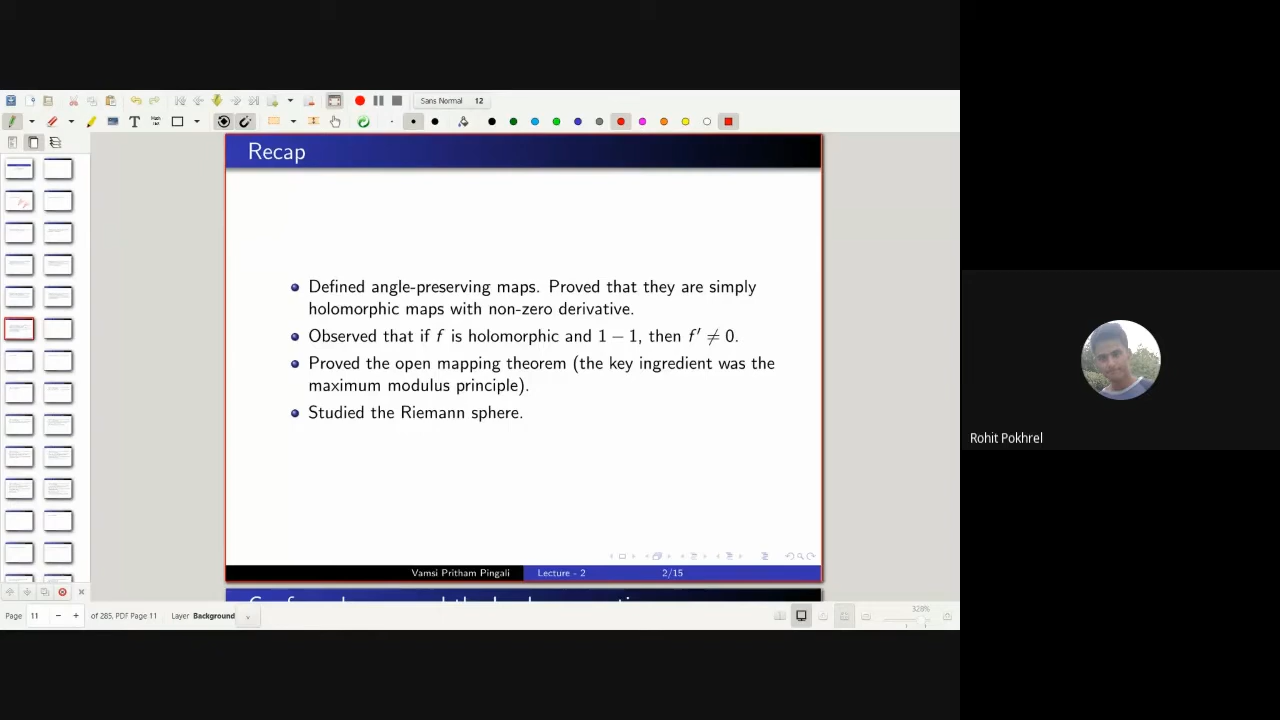 Sans Normal 12
Recap
Defined angle-preserving maps. Proved that they are simply
holomorphic maps with non-zero derivative.
Observed that if f is holomorphic and 1 − 1, then f′ ≠ 0.
Proved the open mapping theorem (the key ingredient was the
maximum modulus principle).
Studied the Riemann sphere.
Vamsi Pritham Pingali Lecture - 2 2/15
Rohit Pokhrel
Page 11 of 285, PDF Page 11 Layer Background 328%